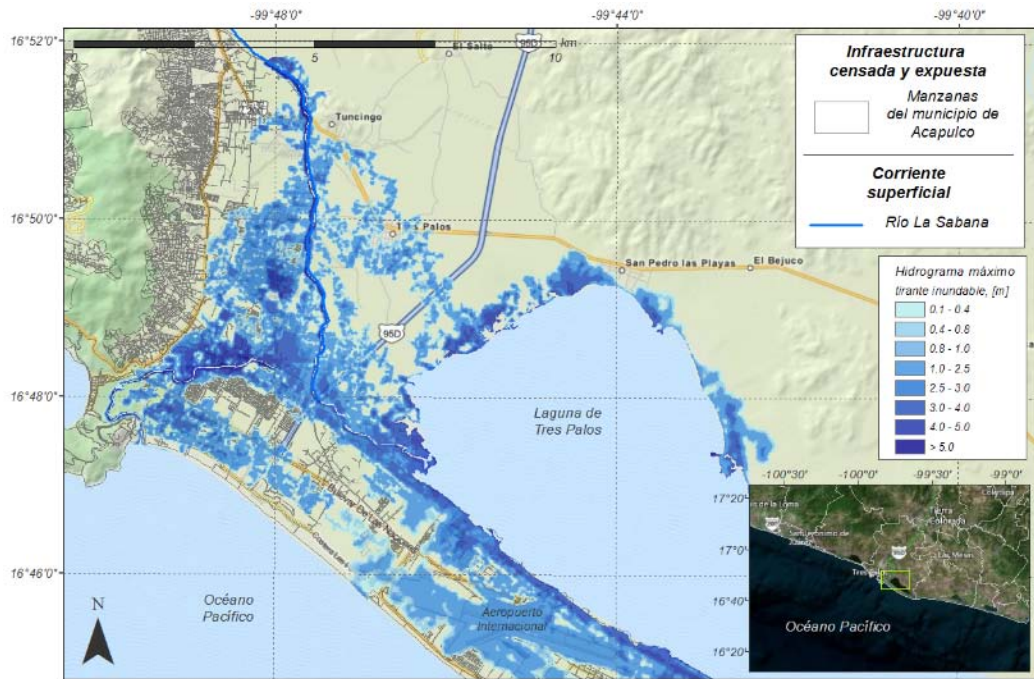 -99°48'0"
-99°44'0"
-99°40'0"
16°52'0"
0
5
10
km
El Salto
95D
Infraestructura
censada y expuesta
Manzanas
del municipio de
Acapulco
Corriente
superficial
Río La Sabana
Tuncingo
16°50'0"
Palos
San Pedro las Playas
El Bejuco
Hidrograma máximo
tirante inundable, [m]
0.1 - 0.4
0.4 - 0.8
0.8 - 1.0
1.0 - 2.5
2.5 - 3.0
3.0 - 4.0
4.0 - 5.0
> 5.0
95D
16°48'0"
Laguna de
Tres Palos
16°46'0"
N
Océano
Pacífico
Aeropuerto
Internacional
-100°30'
-100°0'
-99°30'
-99°0'
17°20'
17°0'
16°40'
16°20'
Tierra
Colorada
Las Mesas
Océano Pacífico